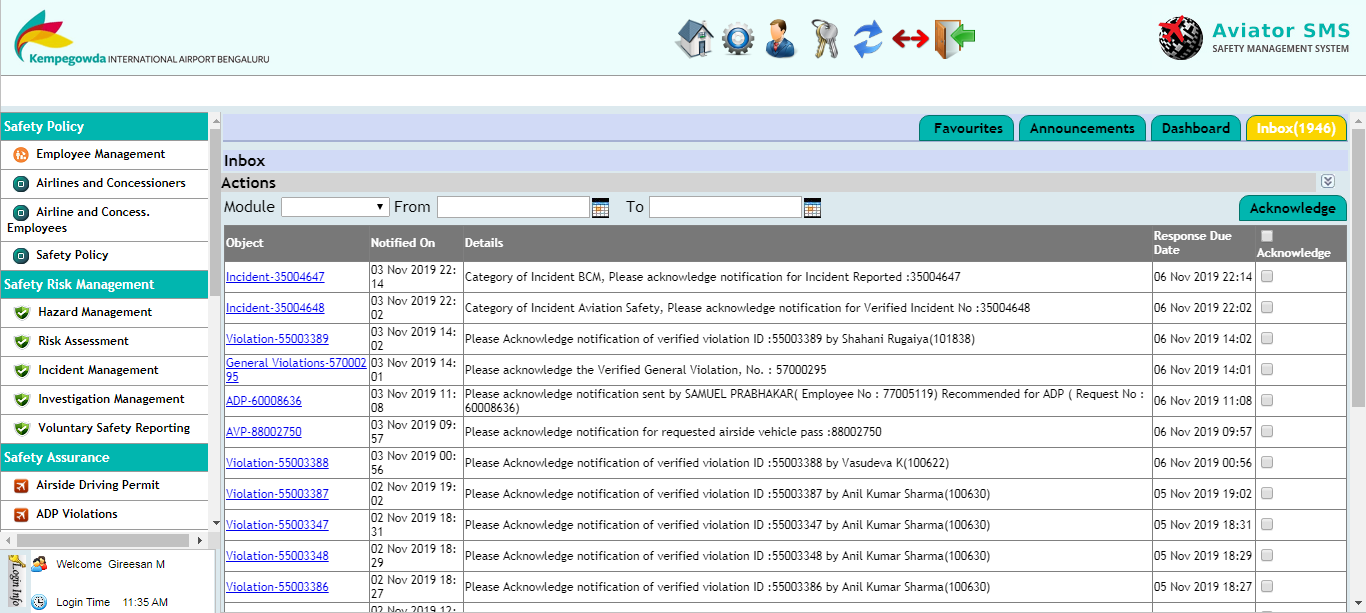 Kempegowda INTERNATIONAL AIRPORT BENGALURU
Aviator SMS
SAFETY MANAGEMENT SYSTEM
Safety Policy
Employee Management
Airlines and Concessioners
Airline and Concess.
Employees
Safety Policy
Safety Risk Management
Hazard Management
Risk Assessment
Incident Management
Investigation Management
Voluntary Safety Reporting
Safety Assurance
Airside Driving Permit
ADP Violations
Login Info
Welcome Gireesan M
Login Time 11:35 AM
Favourites Announcements Dashboard Inbox(1946)
Inbox
Actions
Module From To Acknowledge
Object Notified On Details Response Due Date Acknowledge
Incident-35004647 03 Nov 2019 22:14 Category of Incident BCM, Please acknowledge notification for Incident Reported :35004647 06 Nov 2019 22:14
Incident-35004648 03 Nov 2019 22:02 Category of Incident Aviation Safety, Please acknowledge notification for Verified Incident No :35004648 06 Nov 2019 22:02
Violation-55003389 03 Nov 2019 14:02 Please Acknowledge notification of verified violation ID :55003389 by Shahani Rugaiya(101838) 06 Nov 2019 14:02
General Violations-57000295 03 Nov 2019 14:01 Please acknowledge the Verified General Violation, No. : 57000295 06 Nov 2019 14:01
ADP-60008636 03 Nov 2019 11:08 Please acknowledge notification sent by SAMUEL PRABHAKAR( Employee No : 77005119) Recommended for ADP ( Request No : 60008636) 06 Nov 2019 11:08
AVP-88002750 03 Nov 2019 09:57 Please acknowledge notification for requested airside vehicle pass :88002750 06 Nov 2019 09:57
Violation-55003388 03 Nov 2019 00:56 Please Acknowledge notification of verified violation ID :55003388 by Vasudeva K(100622) 06 Nov 2019 00:56
Violation-55003387 02 Nov 2019 19:02 Please Acknowledge notification of verified violation ID :55003387 by Anil Kumar Sharma(100630) 05 Nov 2019 19:02
Violation-55003347 02 Nov 2019 18:31 Please Acknowledge notification of verified violation ID :55003347 by Anil Kumar Sharma(100630) 05 Nov 2019 18:31
Violation-55003348 02 Nov 2019 18:29 Please Acknowledge notification of verified violation ID :55003348 by Anil Kumar Sharma(100630) 05 Nov 2019 18:29
Violation-55003386 02 Nov 2019 18:27 Please Acknowledge notification of verified violation ID :55003386 by Anil Kumar Sharma(100630) 05 Nov 2019 18:27
02 Nov 2019 12: